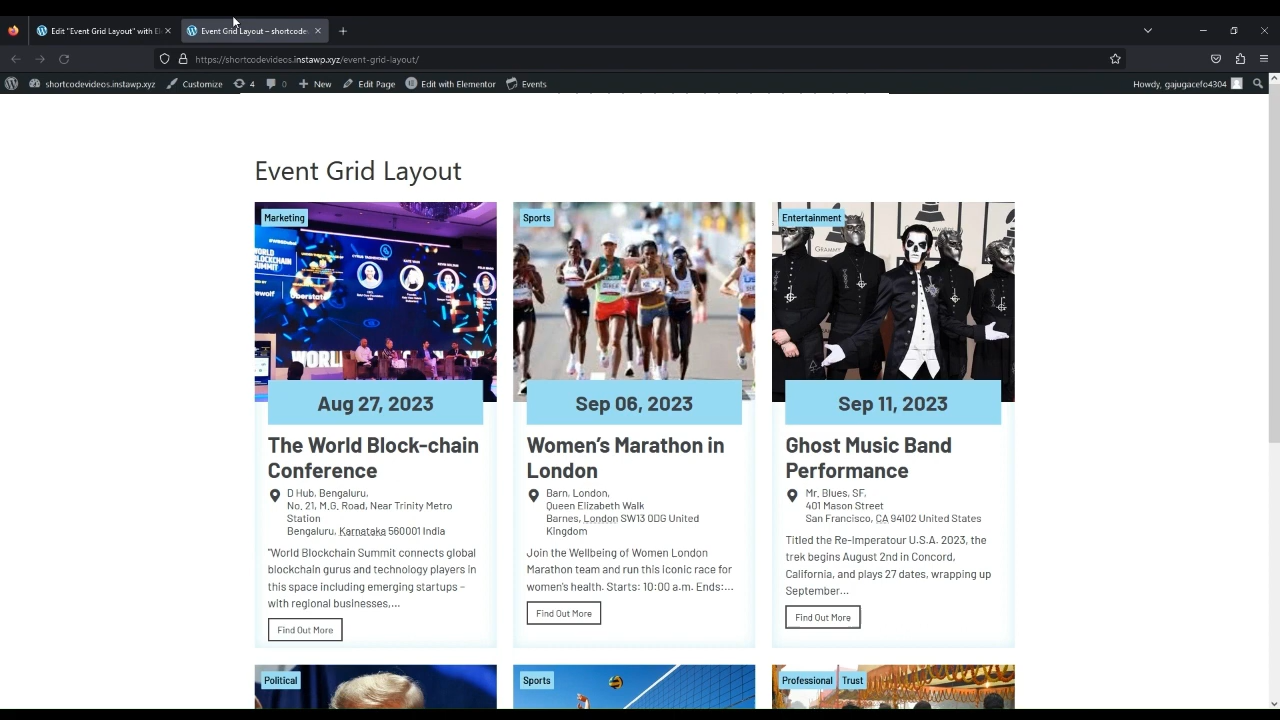 Edit "Event Grid Layout" with El
Event Grid Layout – shortcode
https://shortcodevideos.instawp.xyz/event-grid-layout/
shortcodevideos.instawp.xyz
Customize
4
0
New
Edit Page
Edit with Elementor
Events
Howdy, gajugacefo4304
Event Grid Layout
Marketing
WORLD
BLOCKCHAIN
SUMMIT
Aug 27, 2023
The World Block-chain
Conference
D Hub, Bengaluru,
No. 21, M.G. Road, Near Trinity Metro
Station
Bengaluru, Karnataka 560001 India
"World Blockchain Summit connects global
blockchain gurus and technology players in
this space including emerging startups –
with regional businesses,...
Find Out More
Sports
Sep 06, 2023
Women's Marathon in
London
Barn, London,
Queen Elizabeth Walk
Barnes, London SW13 0DG United
Kingdom
Join the Wellbeing of Women London
Marathon team and run this iconic race for
women's health. Starts: 10:00 a.m. Ends:...
Find Out More
Entertainment
GRAMMY
Sep 11, 2023
Ghost Music Band
Performance
Mr. Blues, SF,
401 Mason Street
San Francisco, CA 94102 United States
Titled the Re-Imperatour U.S.A. 2023, the
trek begins August 2nd in Concord,
California, and plays 27 dates, wrapping up
September...
Find Out More
Political
Sports
Professional
Trust